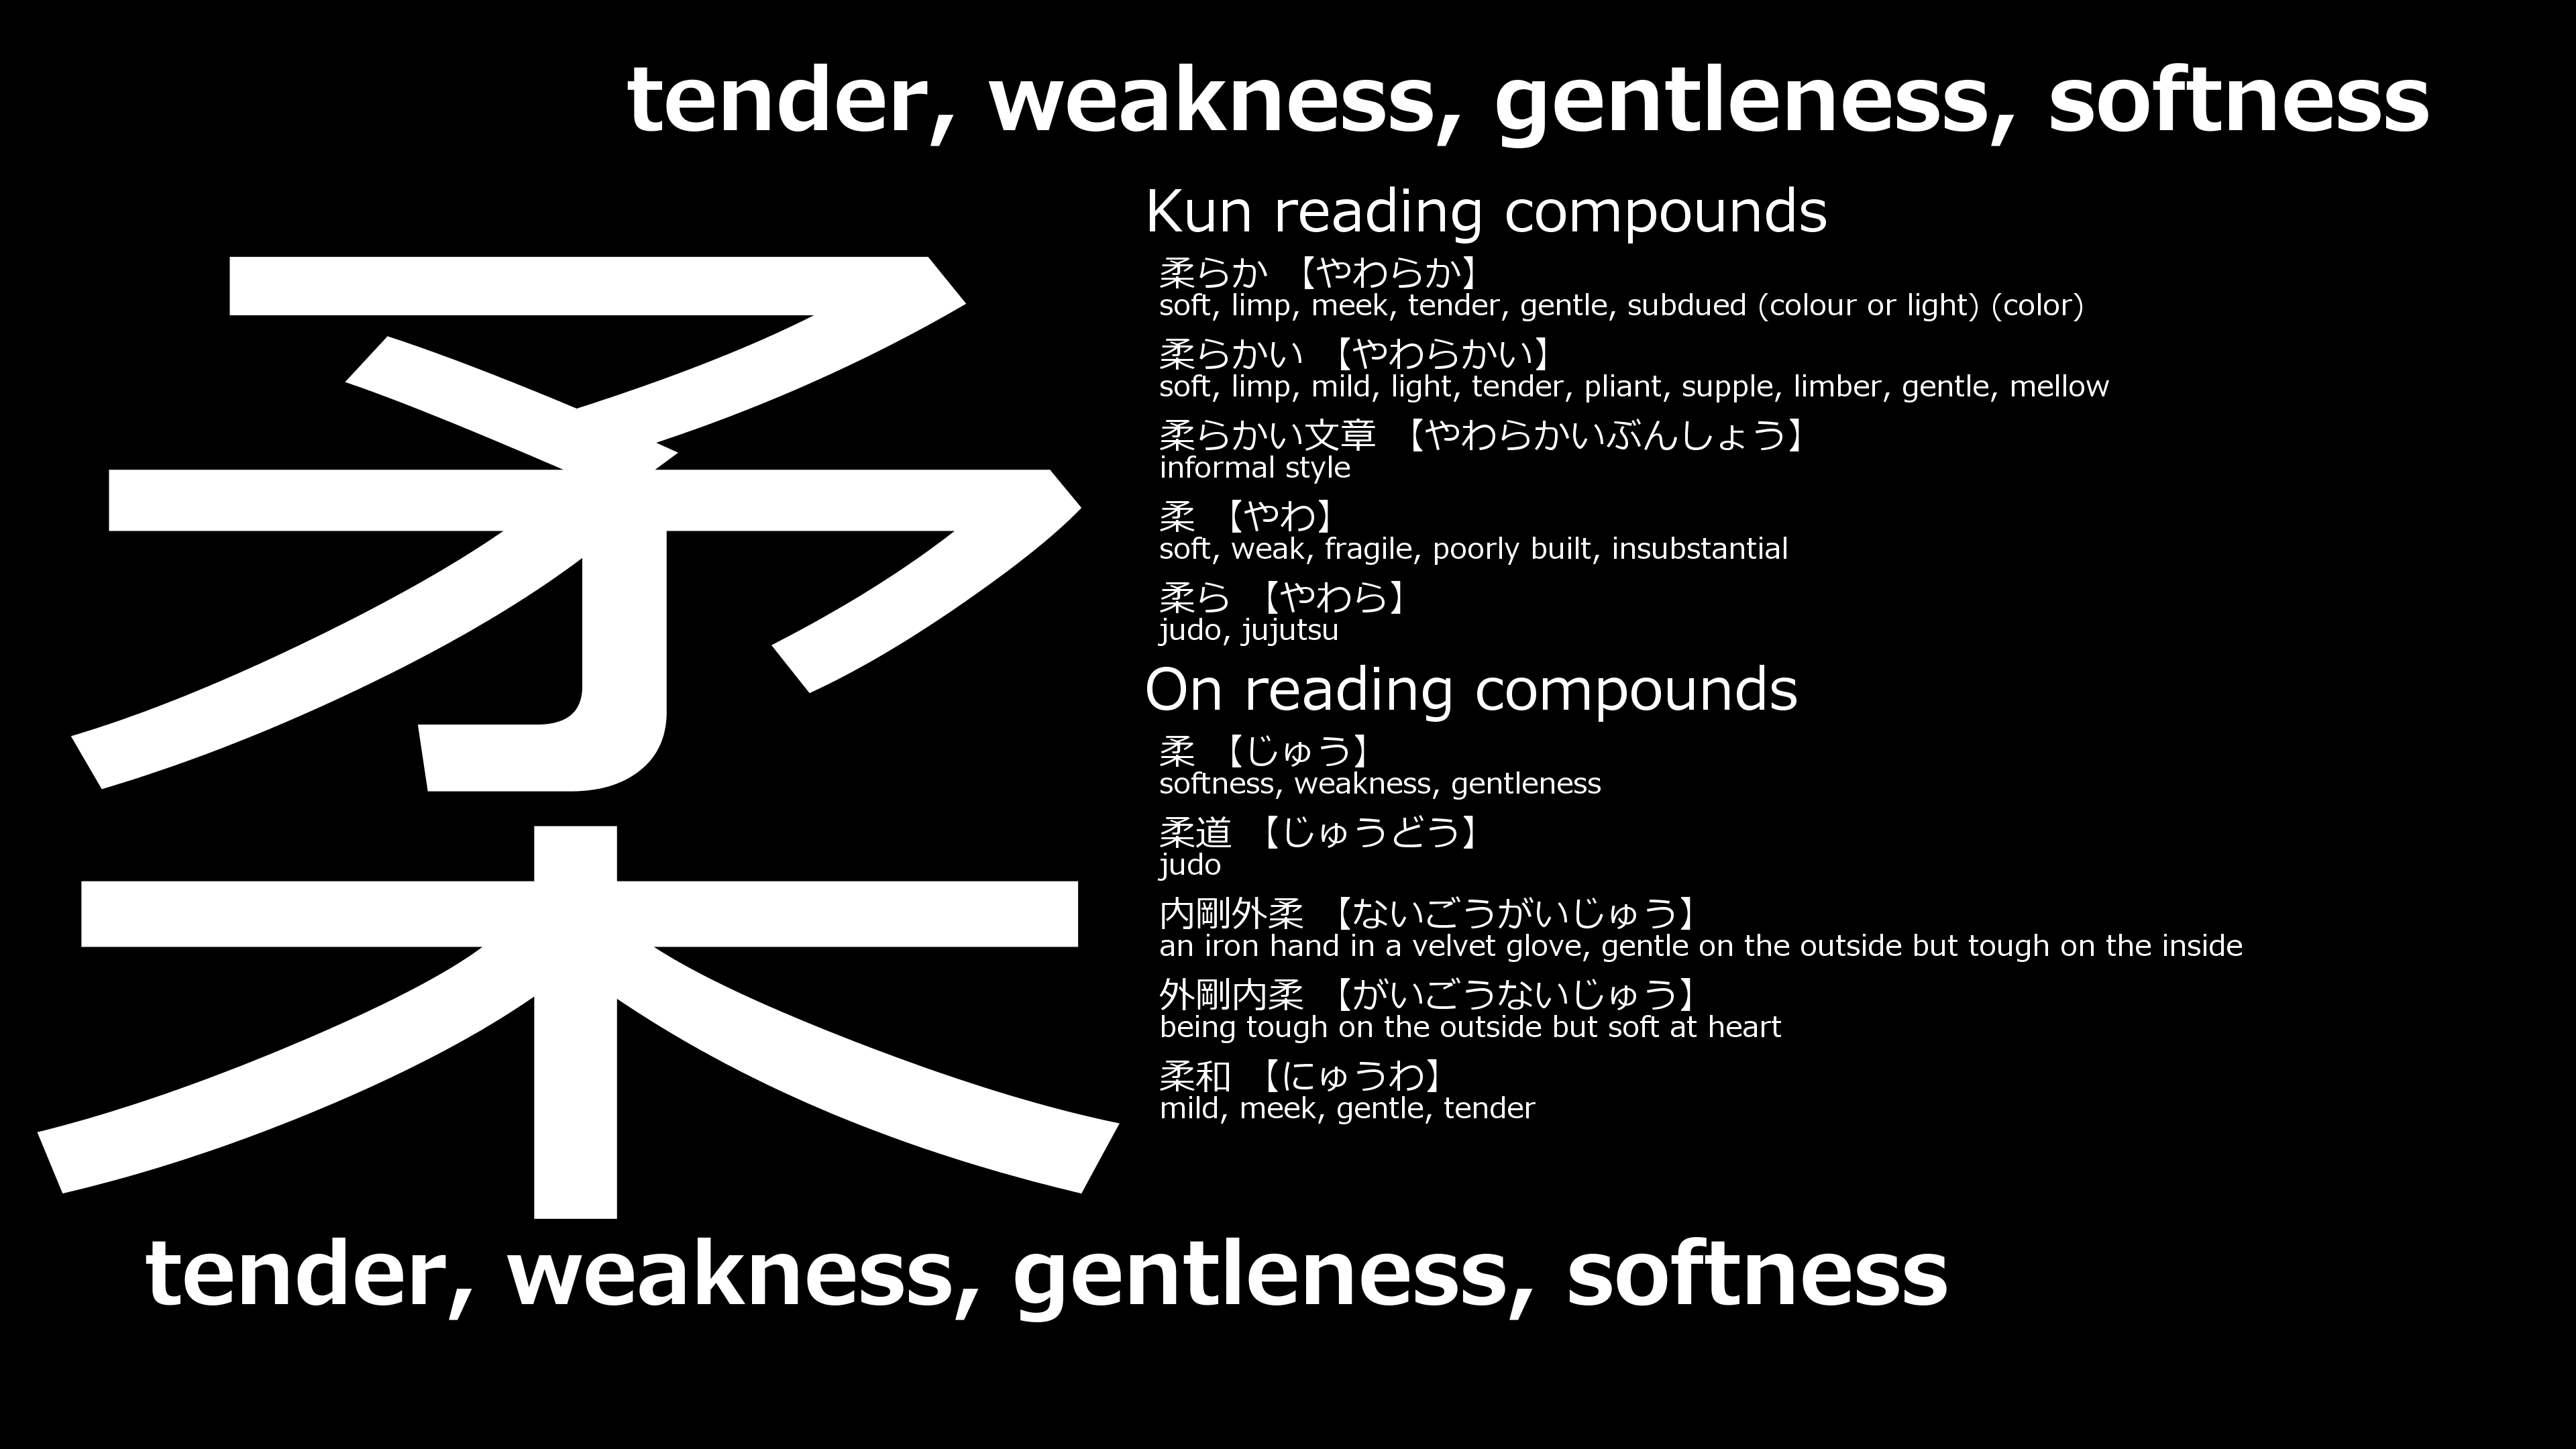 tender, weakness, gentleness, softness
柔
Kun reading compounds
柔らか 【やわらか】
soft, limp, meek, tender, gentle, subdued (colour or light) (color)
柔らかい 【やわらかい】
soft, limp, mild, light, tender, pliant, supple, limber, gentle, mellow
柔らかい文章 【やわらかいぶんしょう】
informal style
柔 【やわ】
soft, weak, fragile, poorly built, insubstantial
柔ら 【やわら】
judo, jujutsu
On reading compounds
柔 【じゅう】
softness, weakness, gentleness
柔道 【じゅうどう】
judo
内剛外柔 【ないごうがいじゅう】
an iron hand in a velvet glove, gentle on the outside but tough on the inside
外剛内柔 【がいごうないじゅう】
being tough on the outside but soft at heart
柔和 【にゅうわ】
mild, meek, gentle, tender
tender, weakness, gentleness, softness